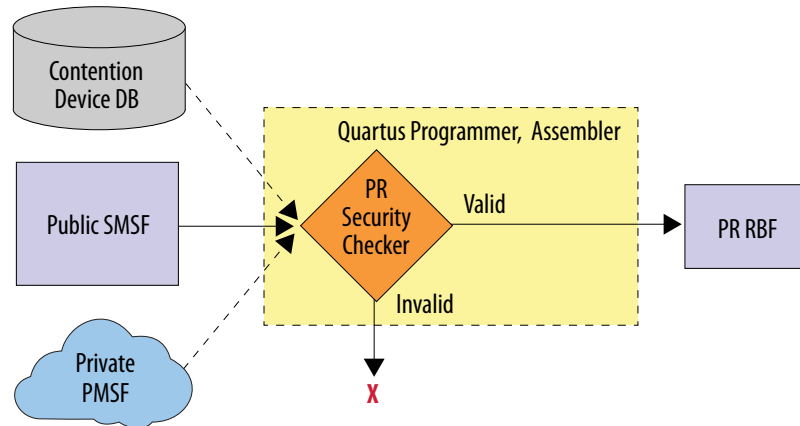 Contention
Device DB
Quartus Programmer, Assembler
Public SMSF
PR
Security
Checker
Valid
PR RBF
Invalid
Private
PMSF
X